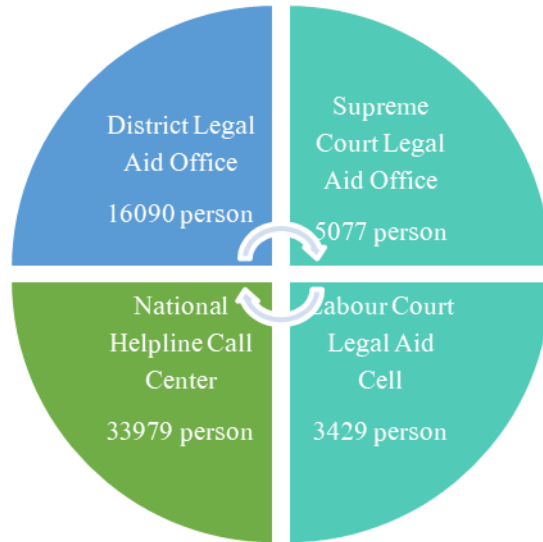 District Legal
Aid Office
16090 person
Supreme
Court Legal
Aid Office
5077 person
National
Helpline Call
Center
33979 person
Labour Court
Legal Aid
Cell
3429 person